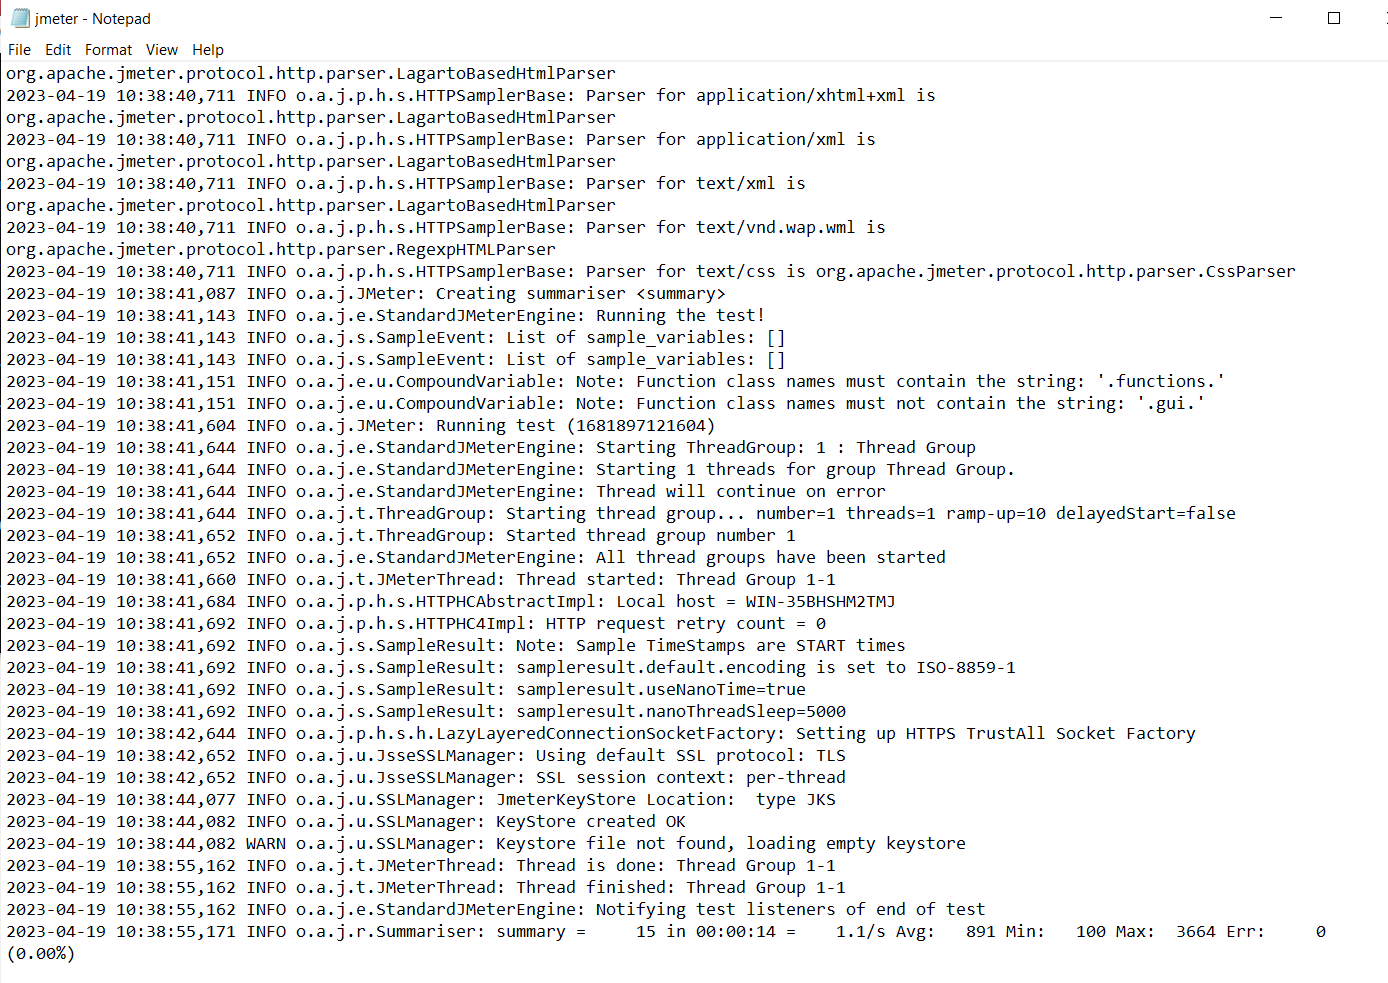 jmeter - Notepad
File Edit Format View Help
org.apache.jmeter.protocol.http.parser.LagartoBasedHtmlParser
2023-04-19 10:38:40,711 INFO o.a.j.p.h.s.HTTPSamplerBase: Parser for application/xhtml+xml is
org.apache.jmeter.protocol.http.parser.LagartoBasedHtmlParser
2023-04-19 10:38:40,711 INFO o.a.j.p.h.s.HTTPSamplerBase: Parser for application/xml is
org.apache.jmeter.protocol.http.parser.LagartoBasedHtmlParser
2023-04-19 10:38:40,711 INFO o.a.j.p.h.s.HTTPSamplerBase: Parser for text/xml is
org.apache.jmeter.protocol.http.parser.LagartoBasedHtmlParser
2023-04-19 10:38:40,711 INFO o.a.j.p.h.s.HTTPSamplerBase: Parser for text/vnd.wap.wml is
org.apache.jmeter.protocol.http.parser.RegexpHTMLParser
2023-04-19 10:38:40,711 INFO o.a.j.p.h.s.HTTPSamplerBase: Parser for text/css is org.apache.jmeter.protocol.http.parser.CssParser
2023-04-19 10:38:41,087 INFO o.a.j.JMeter: Creating summariser <summary>
2023-04-19 10:38:41,143 INFO o.a.j.e.StandardJMeterEngine: Running the test!
2023-04-19 10:38:41,143 INFO o.a.j.s.SampleEvent: List of sample_variables: []
2023-04-19 10:38:41,143 INFO o.a.j.s.SampleEvent: List of sample_variables: []
2023-04-19 10:38:41,151 INFO o.a.j.e.u.CompoundVariable: Note: Function class names must contain the string: '.functions.'
2023-04-19 10:38:41,151 INFO o.a.j.e.u.CompoundVariable: Note: Function class names must not contain the string: '.gui.'
2023-04-19 10:38:41,604 INFO o.a.j.JMeter: Running test (1681897121604)
2023-04-19 10:38:41,644 INFO o.a.j.e.StandardJMeterEngine: Starting ThreadGroup: 1 : Thread Group
2023-04-19 10:38:41,644 INFO o.a.j.e.StandardJMeterEngine: Starting 1 threads for group Thread Group.
2023-04-19 10:38:41,644 INFO o.a.j.e.StandardJMeterEngine: Thread will continue on error
2023-04-19 10:38:41,644 INFO o.a.j.t.ThreadGroup: Starting thread group... number=1 threads=1 ramp-up=10 delayedStart=false
2023-04-19 10:38:41,652 INFO o.a.j.t.ThreadGroup: Started thread group number 1
2023-04-19 10:38:41,652 INFO o.a.j.e.StandardJMeterEngine: All thread groups have been started
2023-04-19 10:38:41,660 INFO o.a.j.t.JMeterThread: Thread started: Thread Group 1-1
2023-04-19 10:38:41,684 INFO o.a.j.p.h.s.HTTPHCAbstractImpl: Local host = WIN-35BHSHM2TMJ
2023-04-19 10:38:41,692 INFO o.a.j.p.h.s.HTTPHC4Impl: HTTP request retry count = 0
2023-04-19 10:38:41,692 INFO o.a.j.s.SampleResult: Note: Sample TimeStamps are START times
2023-04-19 10:38:41,692 INFO o.a.j.s.SampleResult: sampleresult.default.encoding is set to ISO-8859-1
2023-04-19 10:38:41,692 INFO o.a.j.s.SampleResult: sampleresult.useNanoTime=true
2023-04-19 10:38:41,692 INFO o.a.j.s.SampleResult: sampleresult.nanoThreadSleep=5000
2023-04-19 10:38:42,644 INFO o.a.j.p.h.s.h.LazyLayeredConnectionSocketFactory: Setting up HTTPS TrustAll Socket Factory
2023-04-19 10:38:42,652 INFO o.a.j.u.JsseSSLManager: Using default SSL protocol: TLS
2023-04-19 10:38:42,652 INFO o.a.j.u.JsseSSLManager: SSL session context: per-thread
2023-04-19 10:38:44,077 INFO o.a.j.u.SSLManager: JmeterKeyStore Location:  type JKS
2023-04-19 10:38:44,082 INFO o.a.j.u.SSLManager: KeyStore created OK
2023-04-19 10:38:44,082 WARN o.a.j.u.SSLManager: Keystore file not found, loading empty keystore
2023-04-19 10:38:55,162 INFO o.a.j.t.JMeterThread: Thread is done: Thread Group 1-1
2023-04-19 10:38:55,162 INFO o.a.j.t.JMeterThread: Thread finished: Thread Group 1-1
2023-04-19 10:38:55,162 INFO o.a.j.e.StandardJMeterEngine: Notifying test listeners of end of test
2023-04-19 10:38:55,171 INFO o.a.j.r.Summariser: summary =     15 in 00:00:14 =    1.1/s Avg:   891 Min:   100 Max:  3664 Err:     0
(0.00%)